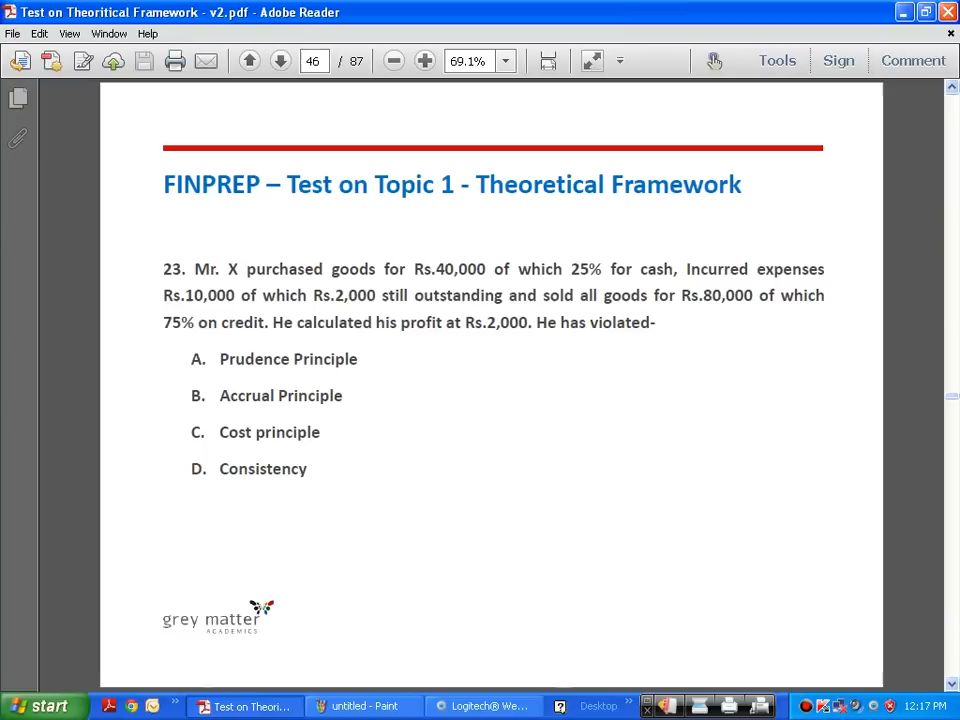 Test on Theoritical Framework - v2.pdf - Adobe Reader
File Edit View Window Help
46 / 87 69.1% Tools Sign Comment
FINPREP – Test on Topic 1 - Theoretical Framework
23. Mr. X purchased goods for Rs.40,000 of which 25% for cash, Incurred expenses
Rs.10,000 of which Rs.2,000 still outstanding and sold all goods for Rs.80,000 of which
75% on credit. He calculated his profit at Rs.2,000. He has violated-
A. Prudence Principle
B. Accrual Principle
C. Cost principle
D. Consistency
grey matter
ACADEMICS
start Test on Theori... untitled - Paint Logitech® We... Desktop 12:17 PM